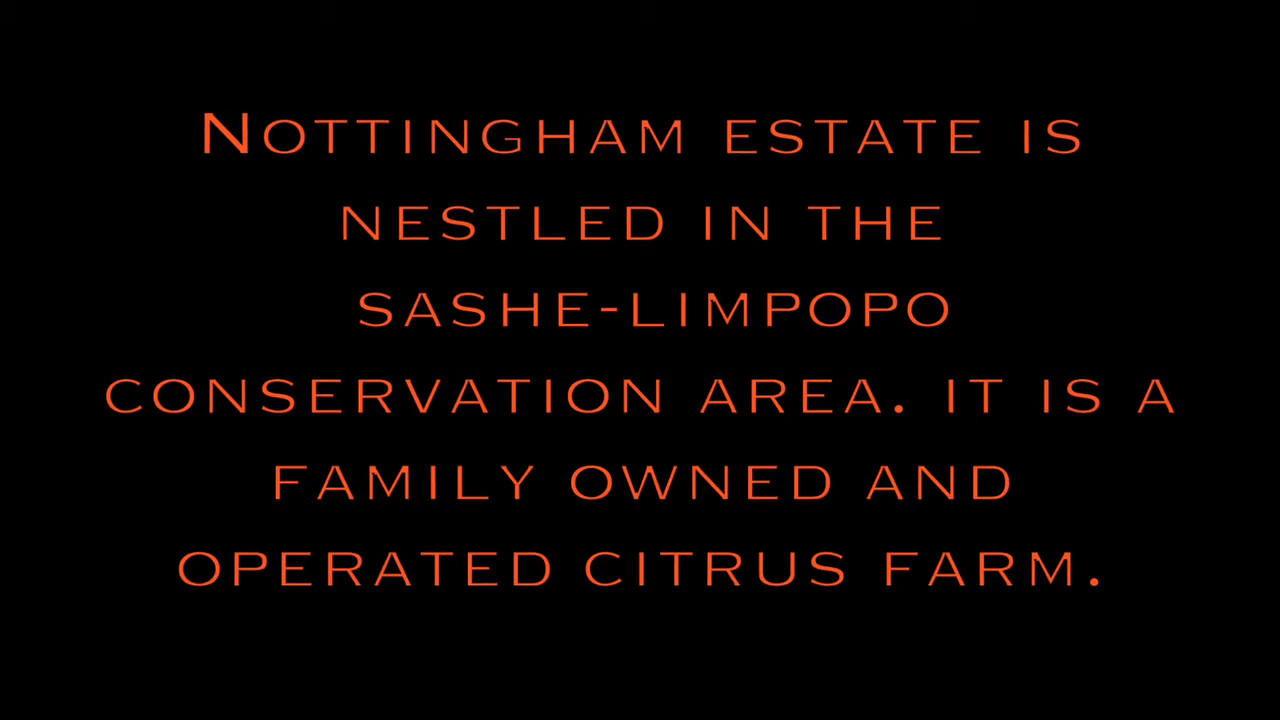 Nottingham estate is
nestled in the
sashe-limpopo
conservation area. it is a
family owned and
operated citrus farm.